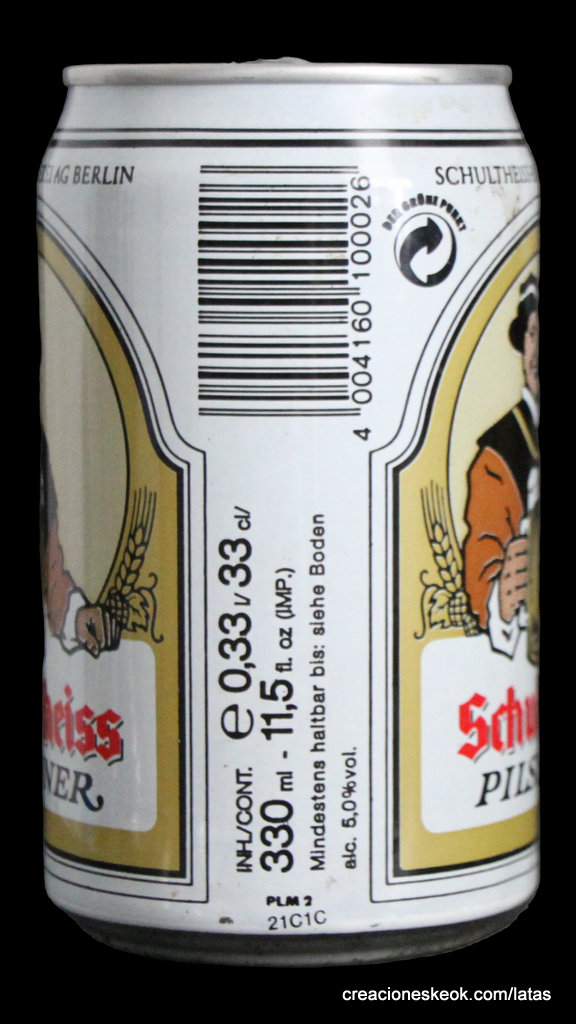 EI AG BERLIN
SCHULTHEISS
DER GRÜNE PUNKT
4 004160 100026
INH./CONT. e 0,33 l/ 33 cl/
330 ml - 11,5 fl. oz (IMP.)
Mindestens haltbar bis: siehe Boden
alc. 5,0%vol.
heiss
NER
Schu
PILS
PLM 2
21C1C
creacioneskeok.com/latas